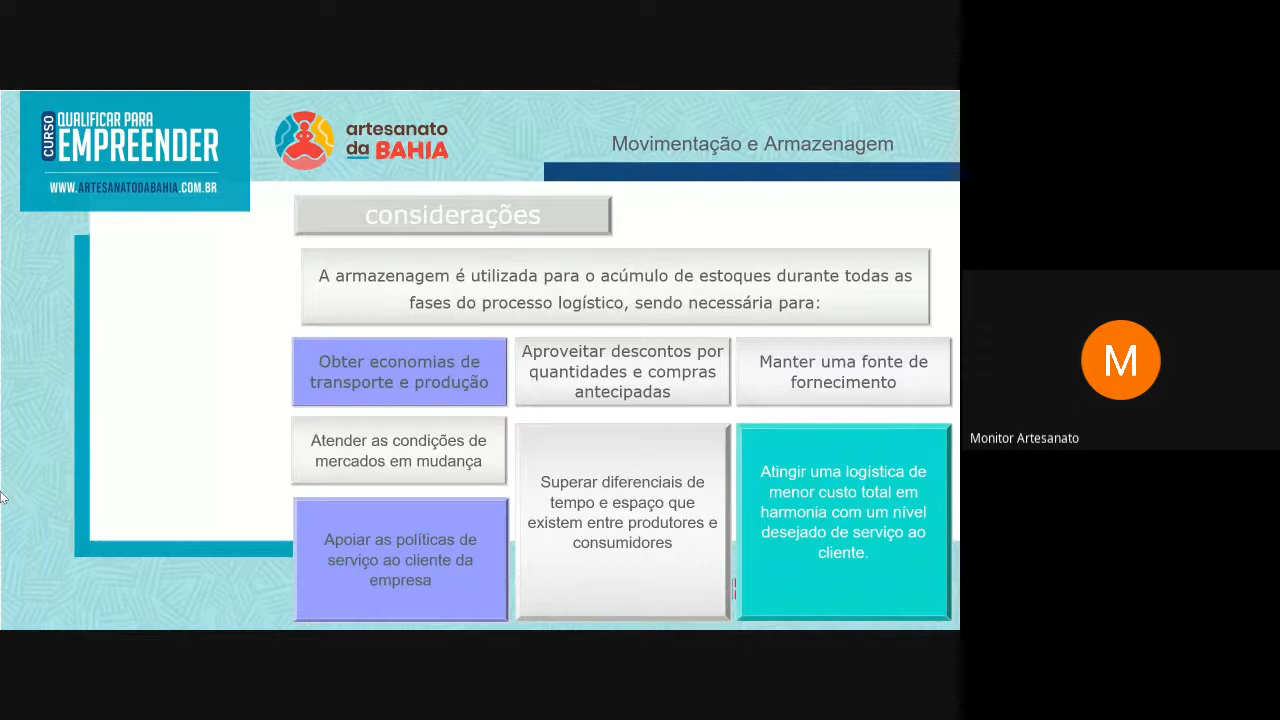 CURSO
QUALIFICAR PARA
EMPREENDER
WWW.ARTESANATODABAHIA.COM.BR
artesanato
da BAHIA
Movimentação e Armazenagem
considerações
A armazenagem é utilizada para o acúmulo de estoques durante todas as
fases do processo logístico, sendo necessária para:
Obter economias de
transporte e produção
Aproveitar descontos por
quantidades e compras
antecipadas
Manter uma fonte de
fornecimento
Atender as condições de
mercados em mudança
Superar diferenciais de
tempo e espaço que
existem entre produtores e
consumidores
Atingir uma logística de
menor custo total em
harmonia com um nível
desejado de serviço ao
cliente.
Apoiar as políticas de
serviço ao cliente da
empresa
M
Monitor Artesanato